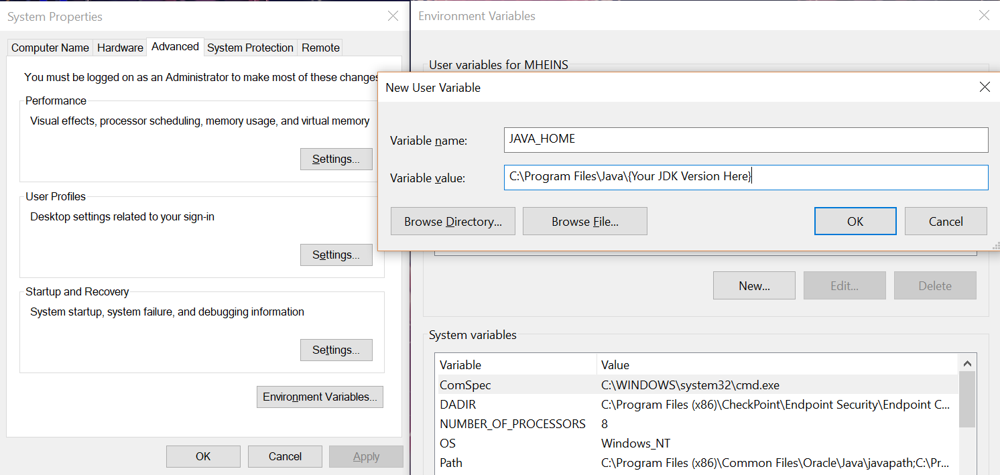 System Properties
Computer Name Hardware Advanced System Protection Remote
You must be logged on as an Administrator to make most of these changes
Performance
Visual effects, processor scheduling, memory usage, and virtual memory
Settings...
User Profiles
Desktop settings related to your sign-in
Settings...
Startup and Recovery
System startup, system failure, and debugging information
Settings...
Environment Variables...
OK Cancel Apply
Environment Variables
User variables for MHEINS
New User Variable
Variable name: JAVA_HOME
Variable value: C:\Program Files\Java\{Your JDK Version Here}
Browse Directory... Browse File... OK Cancel
New... Edit... Delete
System variables
Variable Value
ComSpec C:\WINDOWS\system32\cmd.exe
DADIR C:\Program Files (x86)\CheckPoint\Endpoint Security\Endpoint C...
NUMBER_OF_PROCESSORS 8
OS Windows_NT
Path C:\Program Files (x86)\Common Files\Oracle\Java\javapath;C:\Pr...